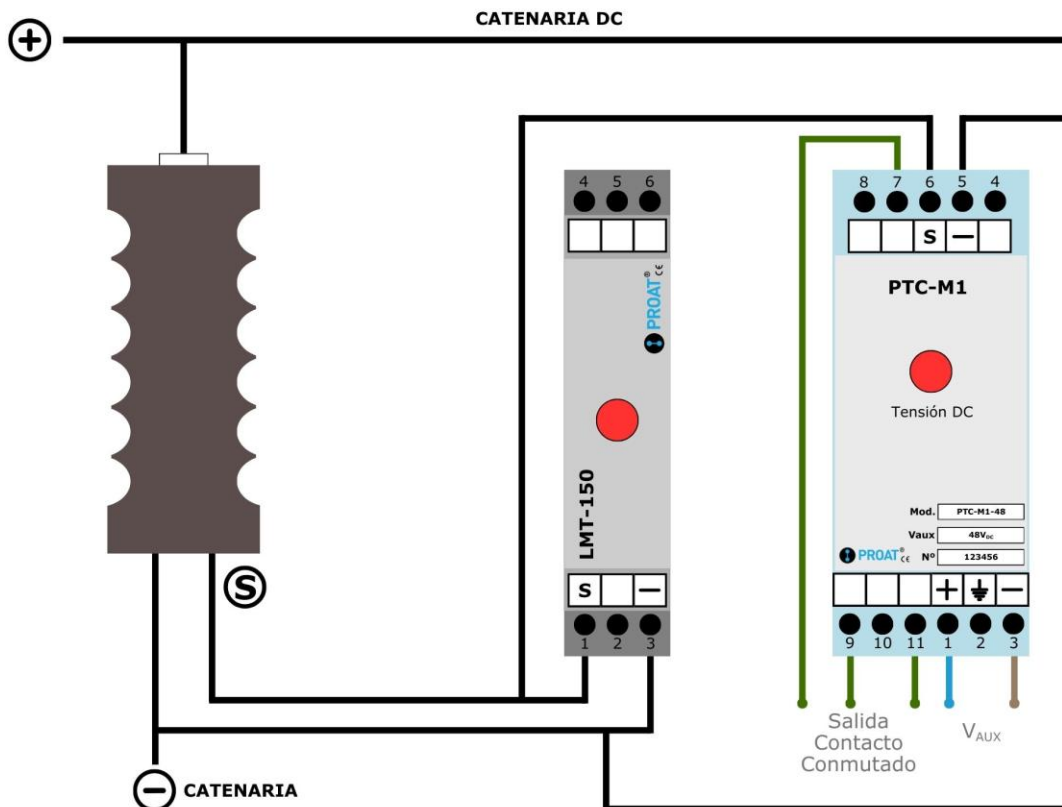 CATENARIA DC
+
4 5 6
8 7 6 5 4
S —
PROAT® CE
PTC-M1
Tensión DC
LMT-150
Mod. PTC-M1-48
Vaux 48VDC
PROAT® CE Nº 123456
S
S —
+ —
1 2 3
9 10 11 1 2 3
Salida
Contacto
Conmutado
VAUX
— CATENARIA